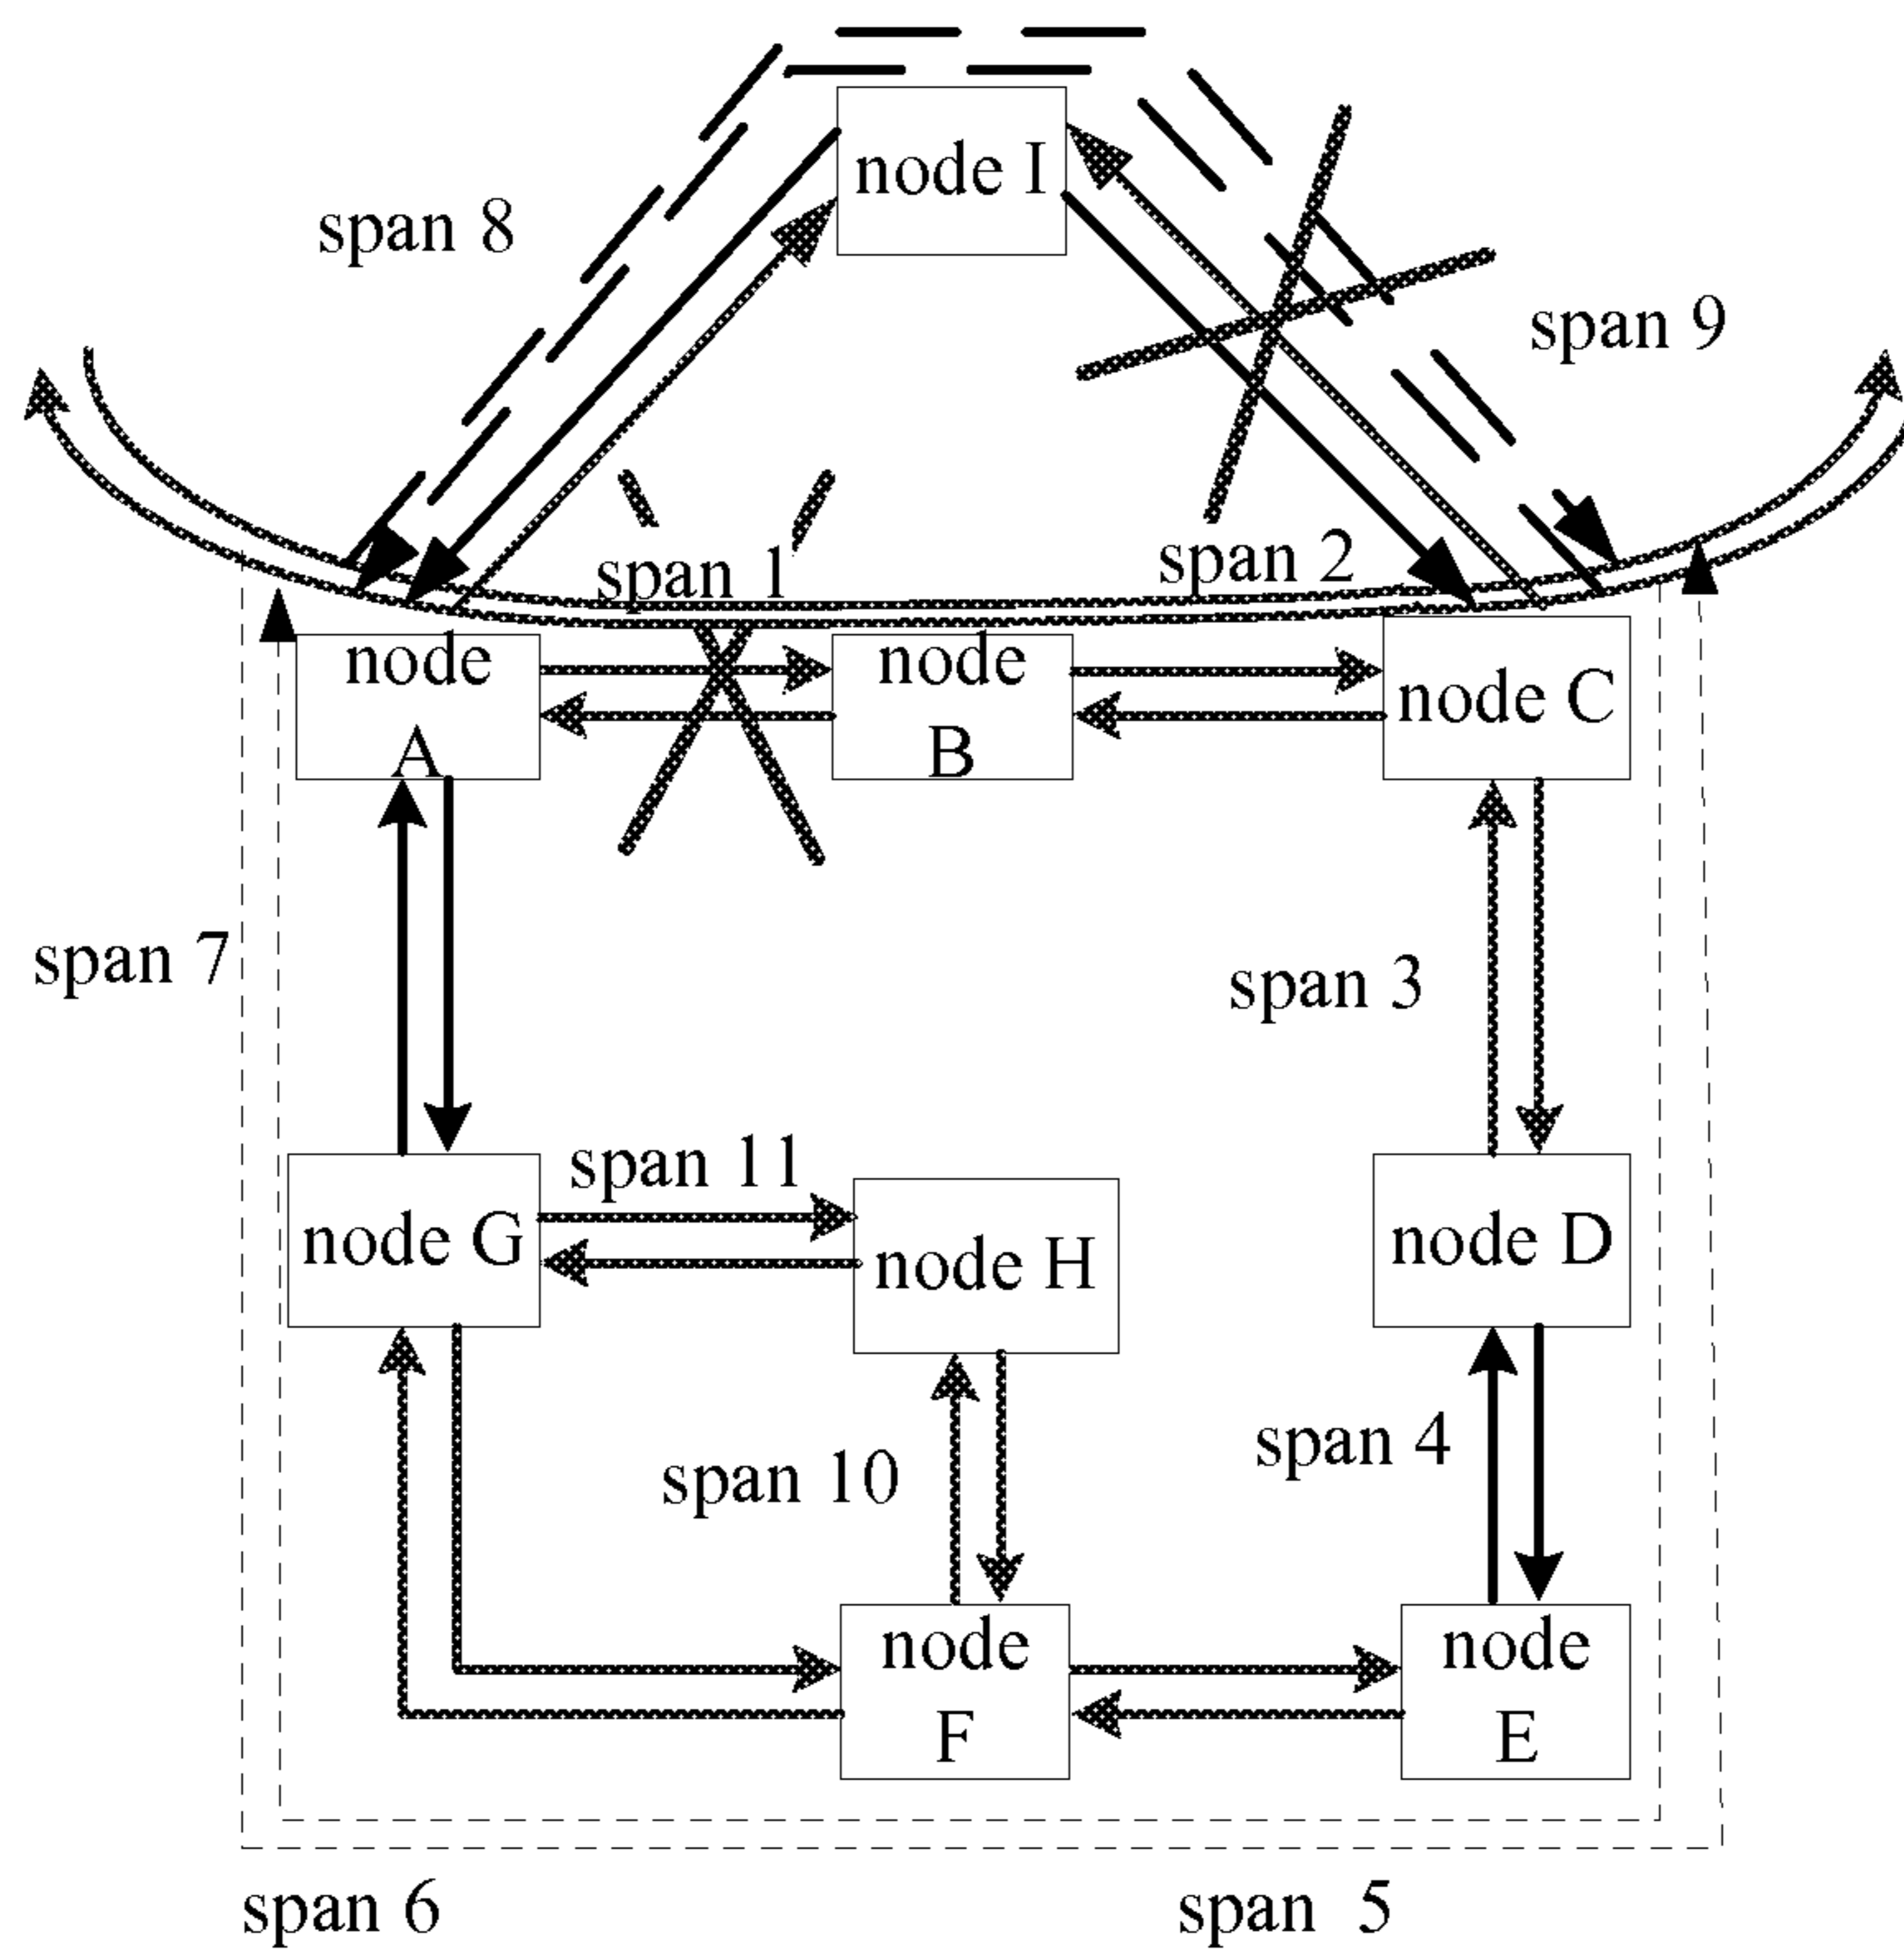 node I
span 8
span 9
span 1
span 2
node
A
node
B
node C
span 7
span 3
span 11
node G
node H
node D
span 10
span 4
node
F
node
E
span 6
span 5